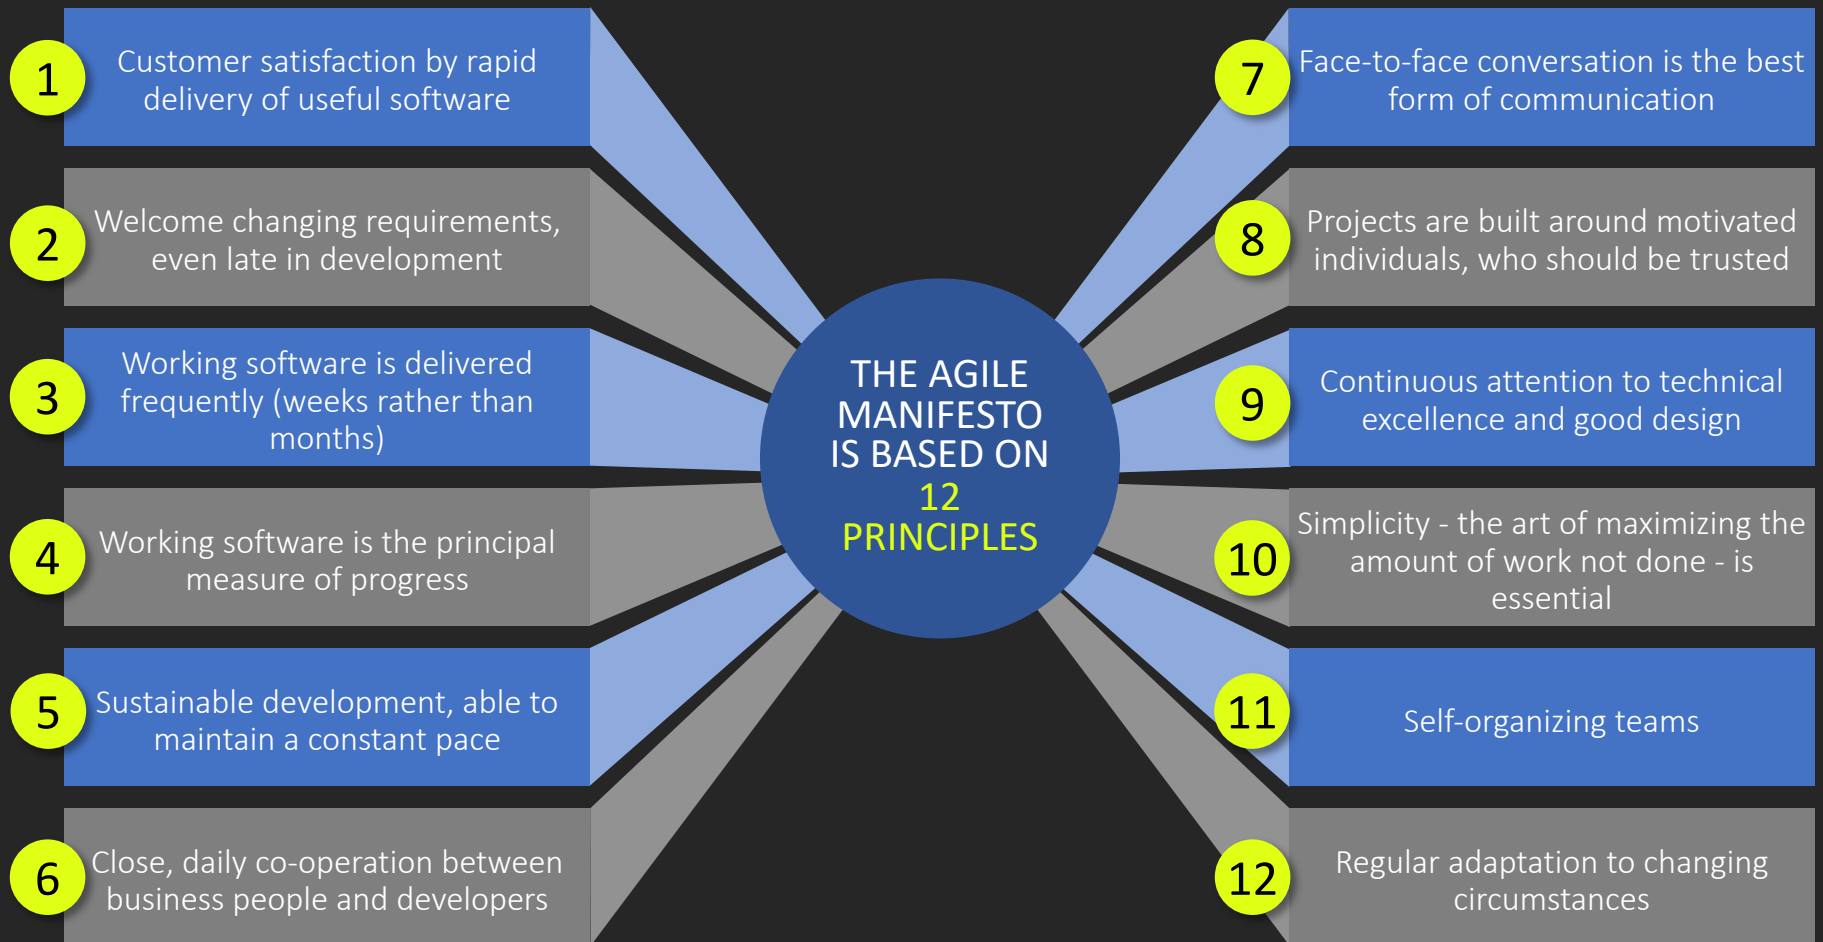 1
Customer satisfaction by rapid
delivery of useful software
2
Welcome changing requirements,
even late in development
3
Working software is delivered
frequently (weeks rather than
months)
4
Working software is the principal
measure of progress
5
Sustainable development, able to
maintain a constant pace
6
Close, daily co-operation between
business people and developers
THE AGILE
MANIFESTO
IS BASED ON
12
PRINCIPLES
7
Face-to-face conversation is the best
form of communication
8
Projects are built around motivated
individuals, who should be trusted
9
Continuous attention to technical
excellence and good design
10
Simplicity - the art of maximizing the
amount of work not done - is
essential
11
Self-organizing teams
12
Regular adaptation to changing
circumstances